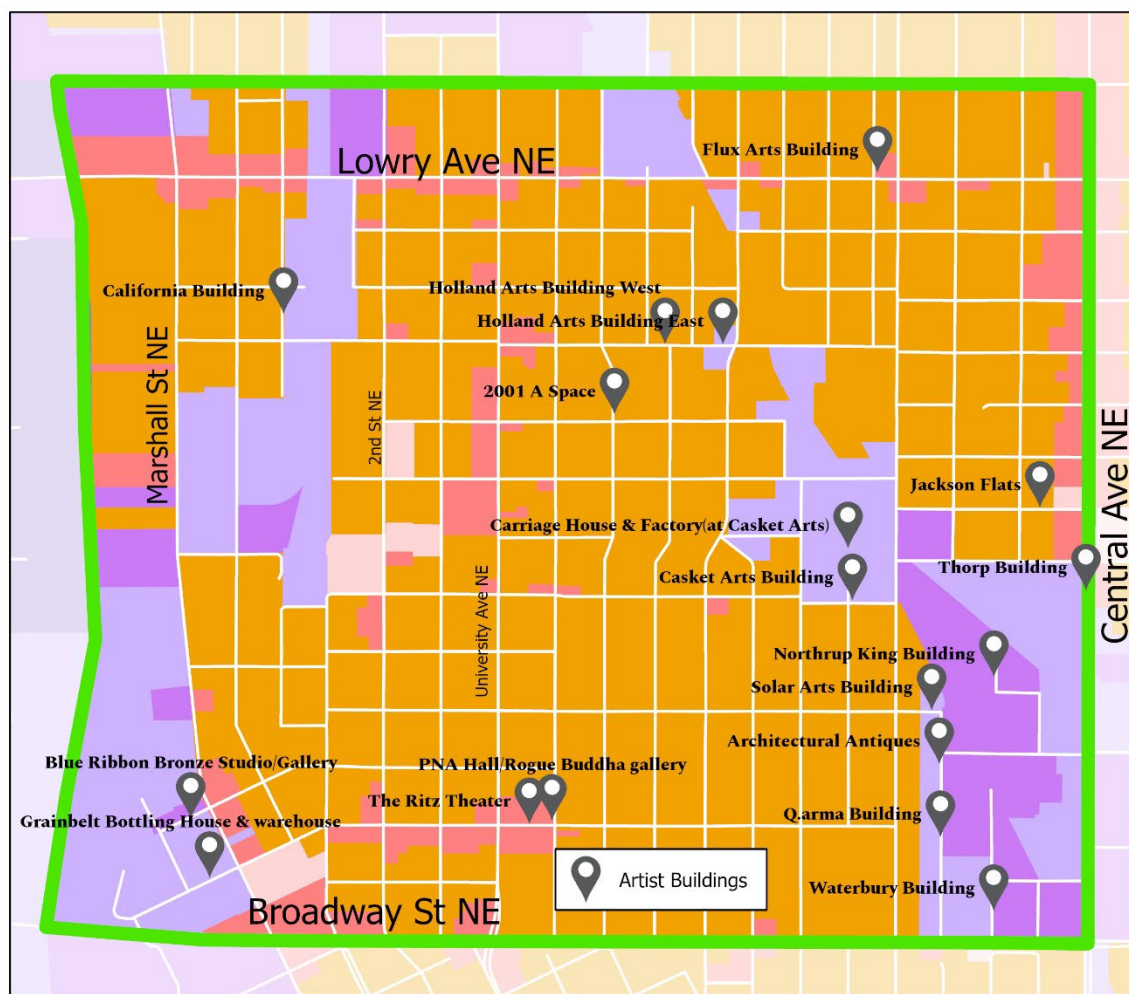 Flux Arts Building
Lowry Ave NE
California Building
Holland Arts Building West
Holland Arts Building East
Marshall St NE
2001 A Space
2nd St NE
Central Ave NE
Jackson Flats
Carriage House & Factory(at Casket Arts)
Thorp Building
Casket Arts Building
University Ave NE
Northrup King Building
Solar Arts Building
Architectural Antiques
Blue Ribbon Bronze Studio/Gallery
PNA Hall/Rogue Buddha gallery
The Ritz Theater
Q.arma Building
Grainbelt Bottling House & warehouse
Artist Buildings
Waterbury Building
Broadway St NE